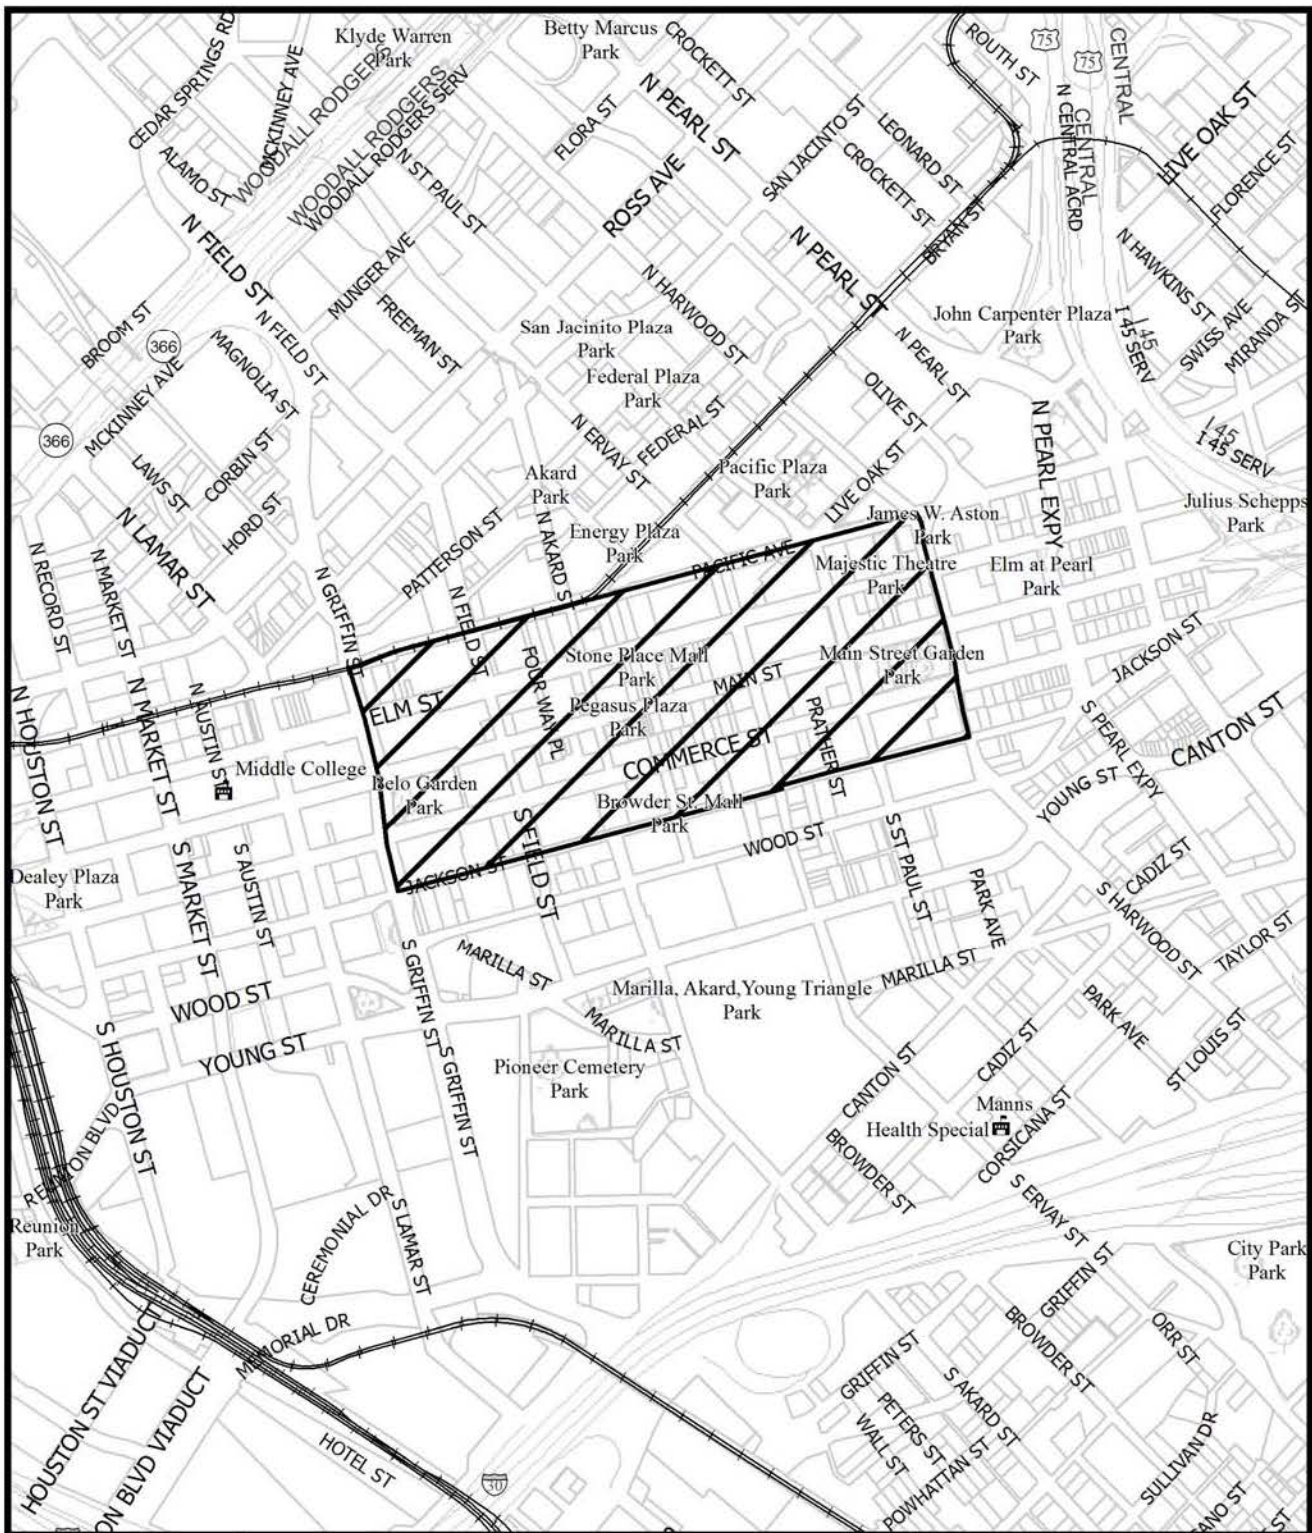 CEDAR SPRINGS RD
MCKINNEY AVE
Klyde Warren
Park
Betty Marcus
Park
CROCKETT ST
ROUTH ST
75
75
CENTRAL
WOODALL RODGERS
WOODALL RODGERS
WOODALL RODGERS SERV
N PEARL ST
N CENTRAL ACRD
CENTRAL
LIVE OAK ST
ALAMO ST
N ST PAUL ST
FLORA ST
SAN JACINTO ST
LEONARD ST
CROCKETT ST
FLORENCE ST
ROSS AVE
BRYAN ST
N FIELD ST
MUNGER AVE
FREEMAN ST
N HARWOOD ST
N PEARL ST
N HAWKINS ST
SWISS AVE
MIRANDA ST
BROOM ST
366
MAGNOLIA ST
N FIELD ST
San Jacinito Plaza
Park
Federal Plaza
Park
John Carpenter Plaza
Park
I 45
I 45 SERV
N PEARL ST
OLIVE ST
MCKINNEY AVE
366
CORBIN ST
LAWS ST
HORD ST
N ERVAY ST
FEDERAL ST
N PEARL EXPY
I 45
I 45 SERV
Akard
Park
Pacific Plaza
Park
LIVE OAK ST
Julius Schepps
Park
N LAMAR ST
PATTERSON ST
N AKARD S
Energy Plaza
Park
James W. Aston
Park
N RECORD ST
N MARKET ST
N GRIFFIN ST
N FIELD ST
PACIFIC AVE
Majestic Theatre
Park
Elm at Pearl
Park
JACKSON ST
N HOUSTON ST
N MARKET ST
N AUSTIN ST
ELM ST
FOUR WAY PL
Stone Place Mall
Park
MAIN ST
Main Street Garden
Park
Pegasus Plaza
Park
PRATHER ST
S PEARL EXPY
CANTON ST
COMMERCE ST
Middle College
Belo Garden
Park
Browder St. Mall
Park
YOUNG ST
S MARKET ST
S AUSTIN ST
S FIELD ST
WOOD ST
S ST PAUL ST
Dealey Plaza
Park
JACKSON ST
PARK AVE
CADIZ ST
S HARWOOD ST
TAYLOR ST
WOOD ST
S GRIFFIN ST
MARILLA ST
Marilla, Akard,Young Triangle
Park
MARILLA ST
S HOUSTON ST
YOUNG ST
S GRIFFIN ST
MARILLA ST
PARK AVE
ST LOUIS ST
Pioneer Cemetery
Park
CANTON ST
CADIZ ST
Manns
Health Special
CORSICANA ST
BROWDER ST
S ERVAY ST
Reunion
Park
CEREMONIAL DR
S LAMAR ST
City Park
Park
GRIFFIN ST
BROWDER ST
ORR ST
MEMORIAL DR
HOUSTON ST VIADUCT
ON BLVD VIADUCT
HOTEL ST
30
GRIFFIN ST
S AKARD ST
PETERS ST
WALL ST
POWHATTAN ST
SULLIVAN DR
ANO ST
ST